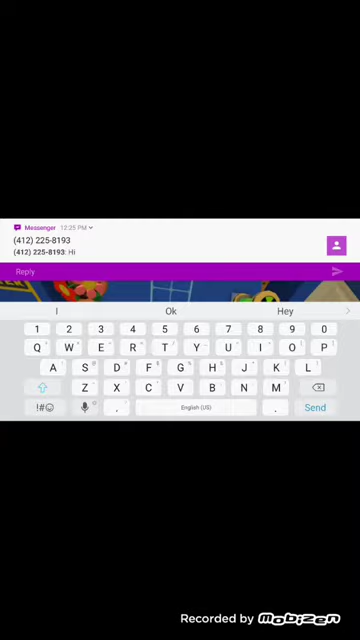 Messenger 12:25 PM
(412) 225-8193
(412) 225-8193: Hi
Reply
I Ok Hey
1 2 3 4 5 6 7 8 9 0
Q W E R T Y U I O P
A S D F G H J K L
Z X C V B N M
!#☺ , English (US) . Send
Recorded by Mobizen